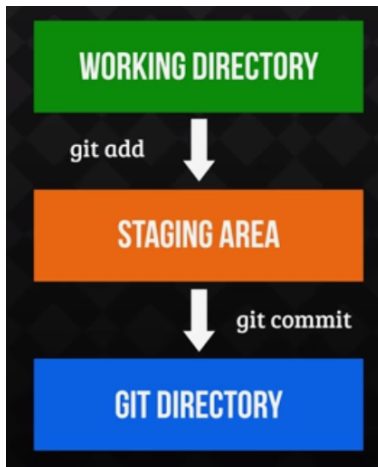 WORKING DIRECTORY
git add
STAGING AREA
git commit
GIT DIRECTORY